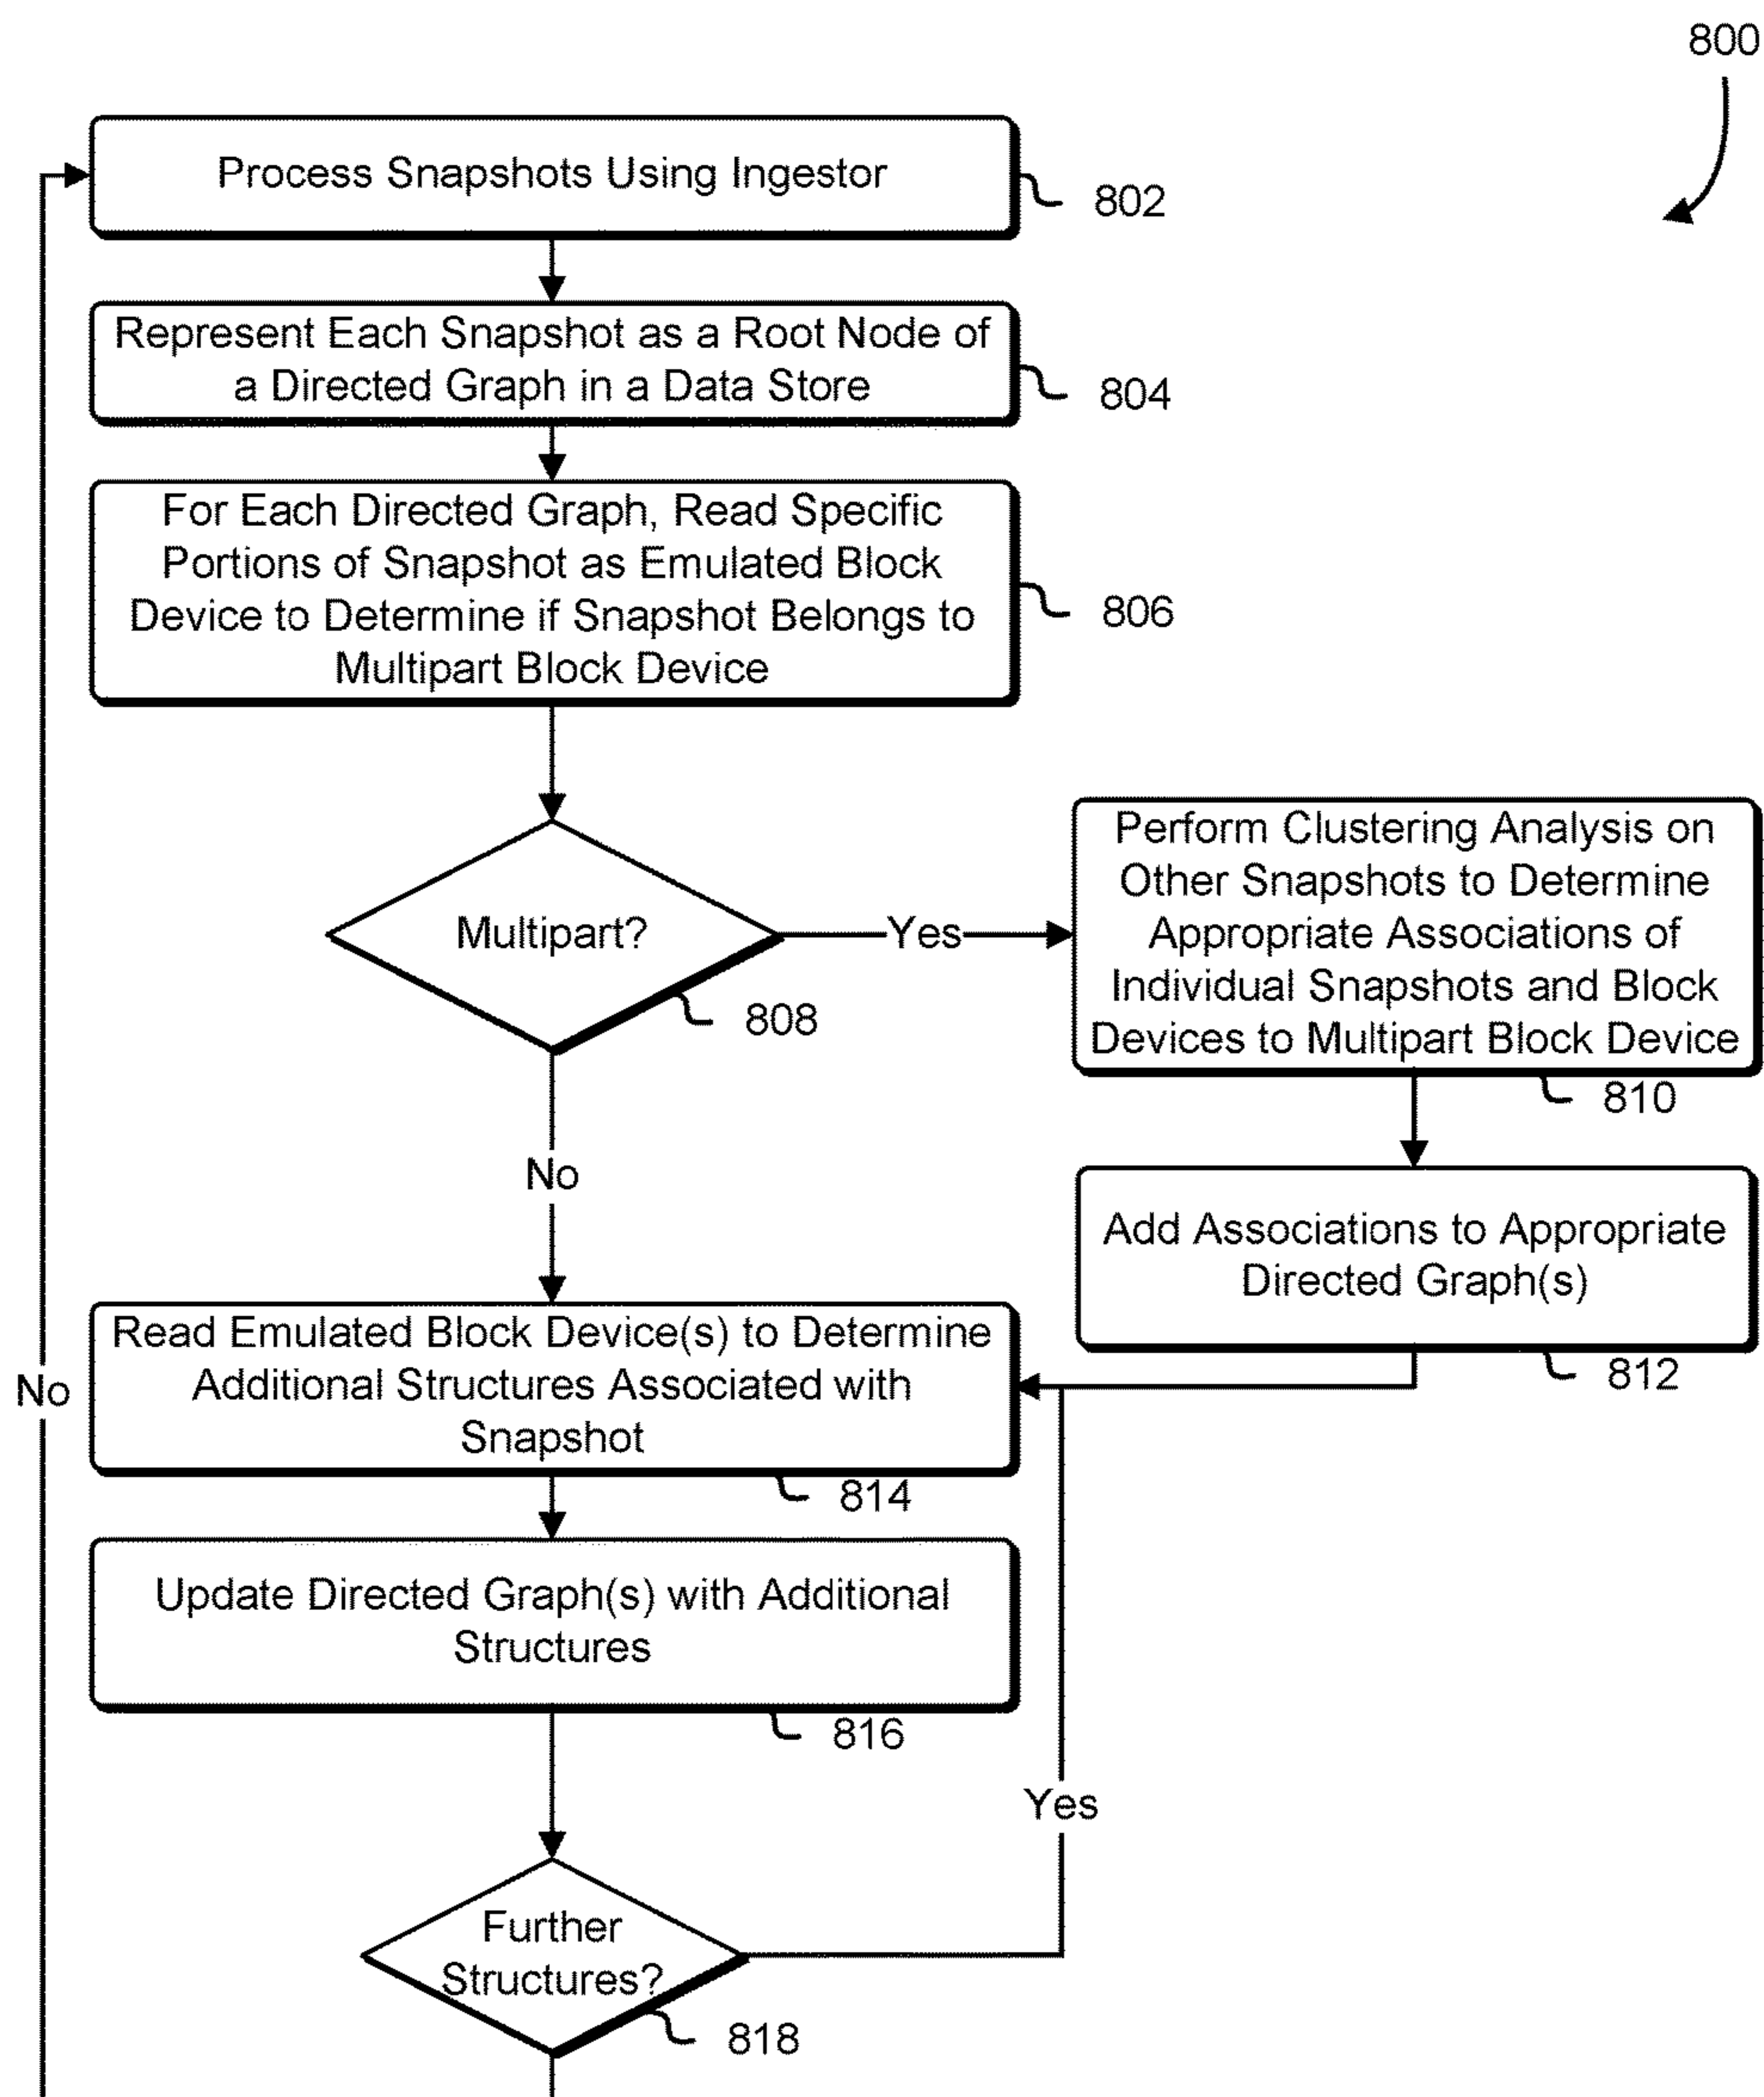 800
Process Snapshots Using Ingestor
802
Represent Each Snapshot as a Root Node of
a Directed Graph in a Data Store
804
For Each Directed Graph, Read Specific
Portions of Snapshot as Emulated Block
Device to Determine if Snapshot Belongs to
Multipart Block Device
806
Multipart?
808
Yes
Perform Clustering Analysis on
Other Snapshots to Determine
Appropriate Associations of
Individual Snapshots and Block
Devices to Multipart Block Device
810
No
Add Associations to Appropriate
Directed Graph(s)
812
Read Emulated Block Device(s) to Determine
Additional Structures Associated with
Snapshot
814
No
Update Directed Graph(s) with Additional
Structures
816
Yes
Further
Structures?
818